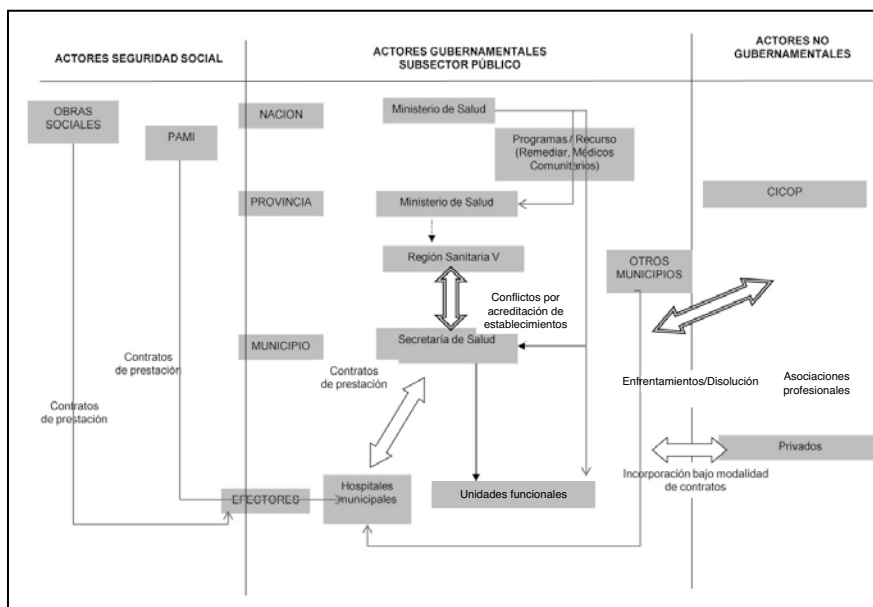 ACTORES SEGURIDAD SOCIAL
ACTORES GUBERNAMENTALES
SUBSECTOR PÚBLICO
ACTORES NO
GUBERNAMENTALES
OBRAS
SOCIALES
PAMI
NACION
Ministerio de Salud
Programas / Recurso
(Remediar, Médicos
Comunitarios)
PROVINCIA
Ministerio de Salud
CICOP
Región Sanitaria V
OTROS
MUNICIPIOS
Conflictos por
acreditación de
establecimientos
MUNICIPIO
Secretaría de Salud
Contratos
de prestación
Contratos
de prestación
Enfrentamientos/Disolución
Asociaciones
profesionales
Contratos
de prestación
Privados
Incorporación bajo modalidad
de contratos
EFECTORES
Hospitales
municipales
Unidades funcionales